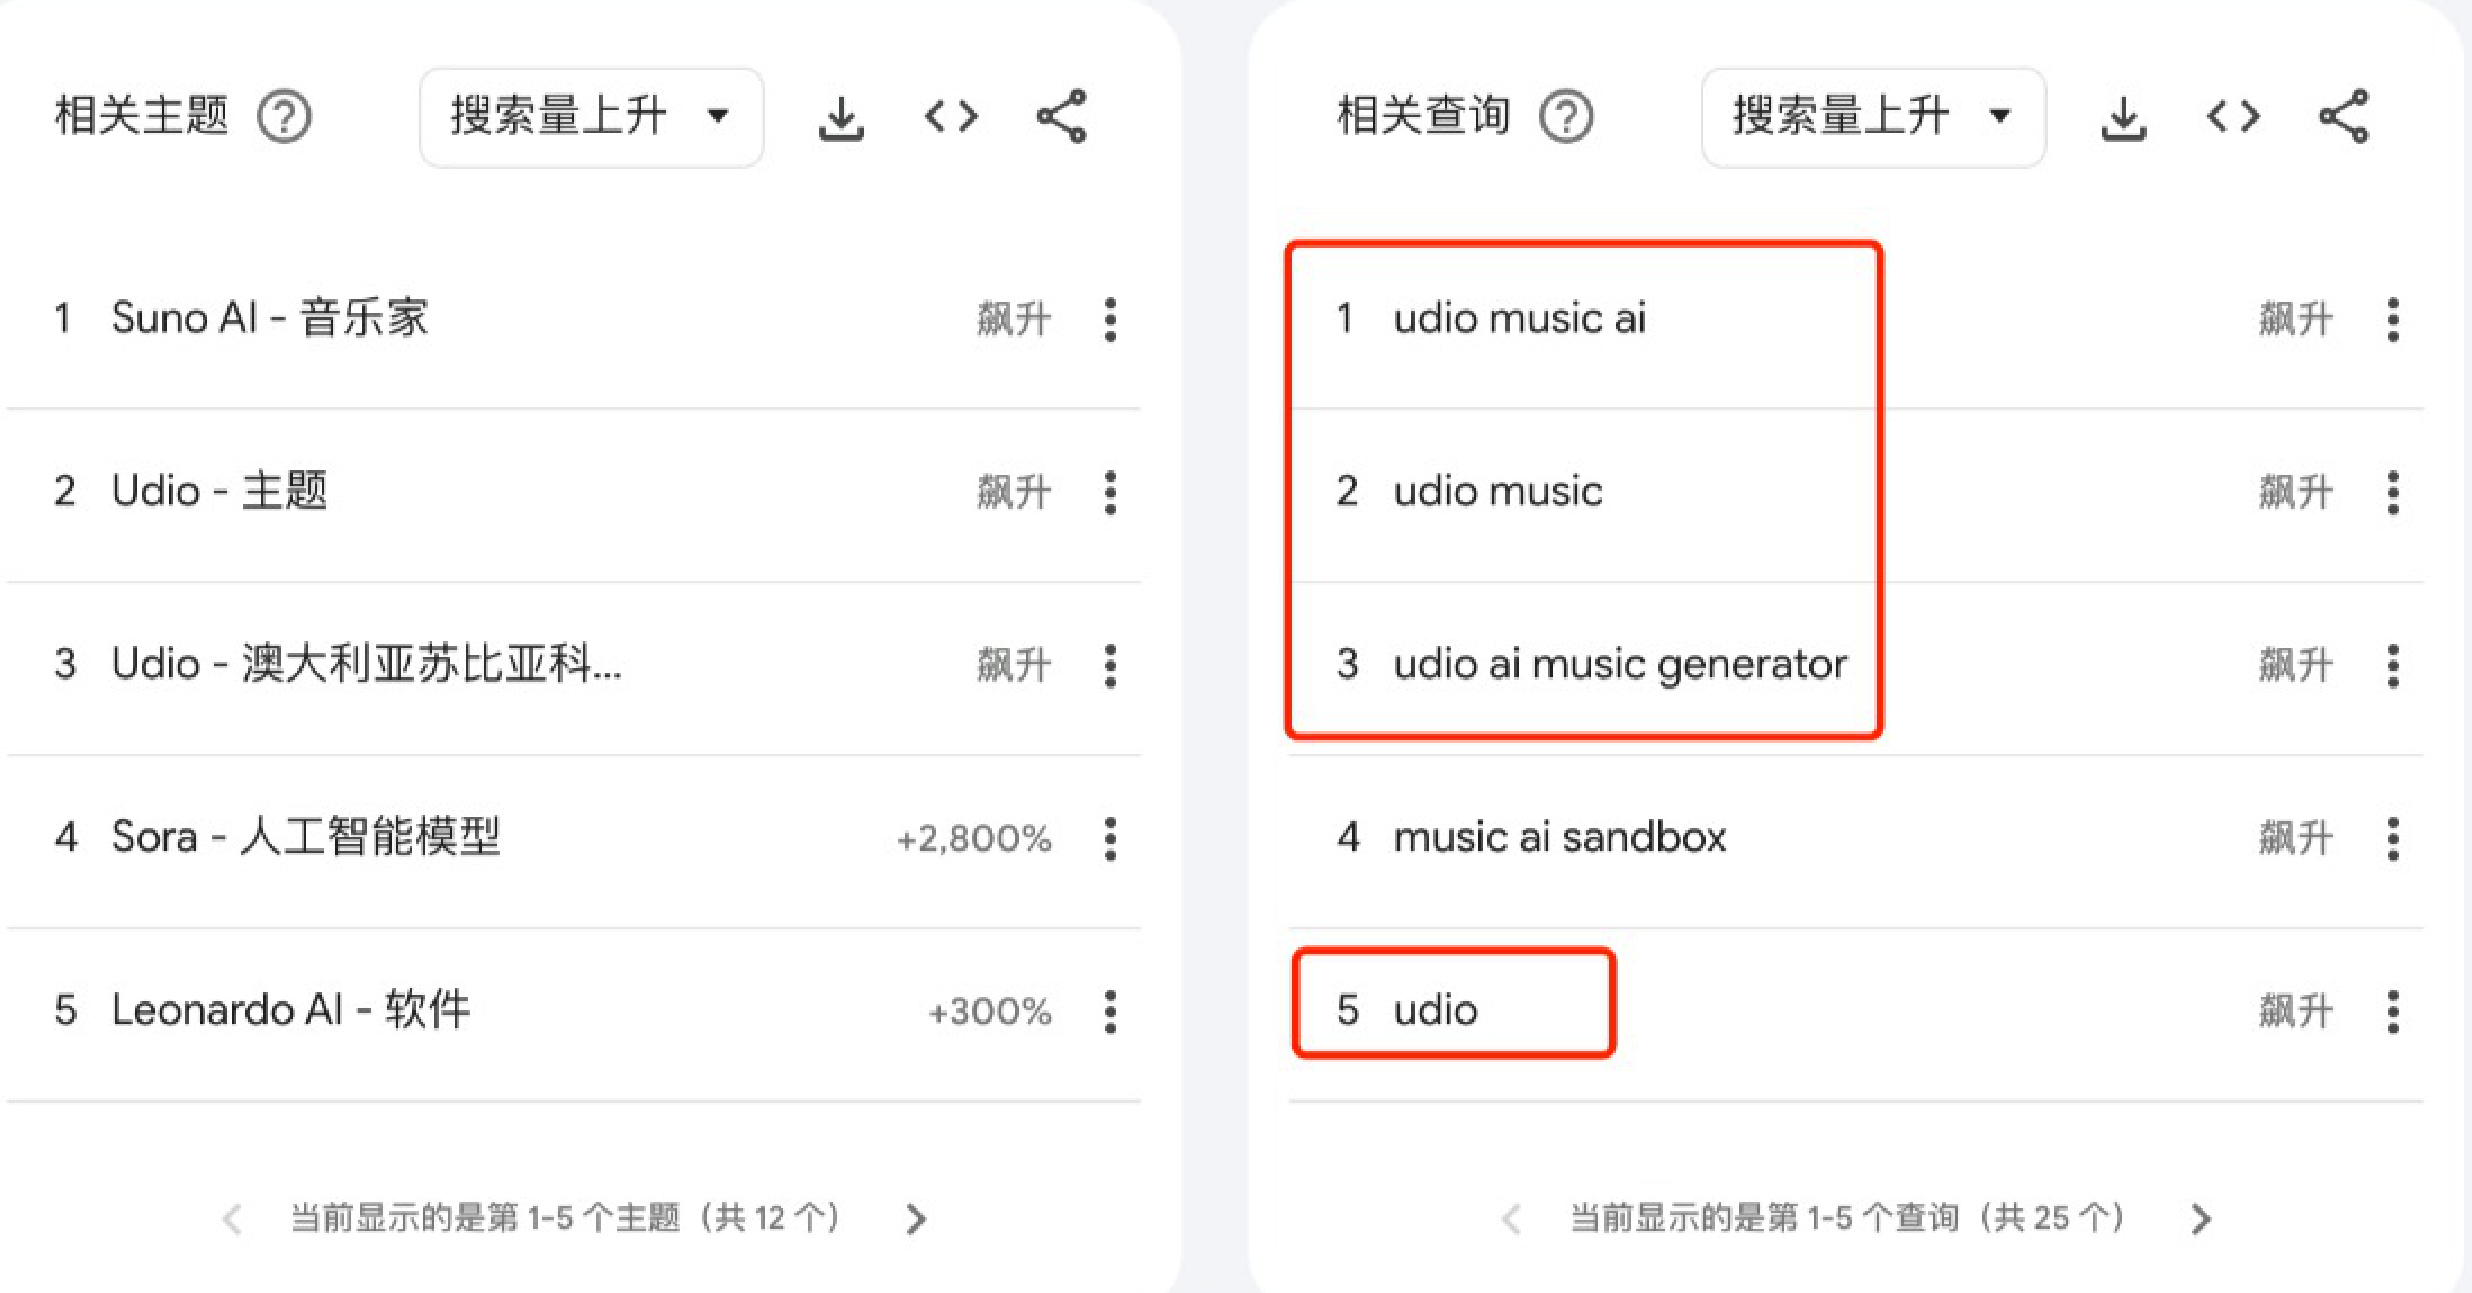 相关主题
搜索量上升
1 Suno AI - 音乐家 飙升
2 Udio - 主题 飙升
3 Udio - 澳大利亚苏比亚科... 飙升
4 Sora - 人工智能模型 +2,800%
5 Leonardo AI - 软件 +300%
当前显示的是第 1-5 个主题（共 12 个）
相关查询
搜索量上升
1 udio music ai 飙升
2 udio music 飙升
3 udio ai music generator 飙升
4 music ai sandbox 飙升
5 udio 飙升
当前显示的是第 1-5 个查询（共 25 个）